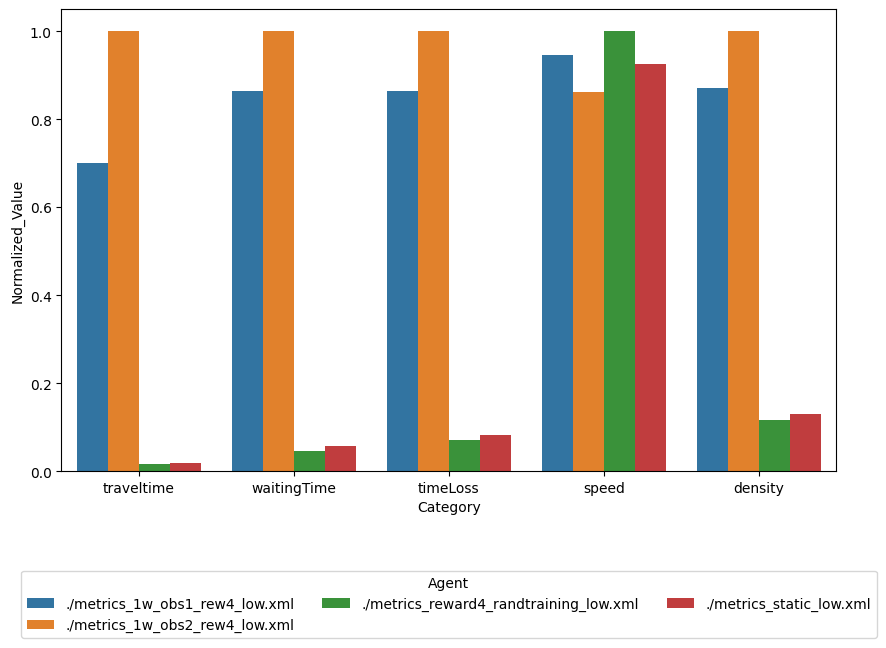 1.0
0.8
0.6
0.4
0.2
0.0
Normalized_Value
traveltime waitingTime timeLoss speed density
Category
Agent
./metrics_1w_obs1_rew4_low.xml ./metrics_reward4_randtraining_low.xml ./metrics_static_low.xml
./metrics_1w_obs2_rew4_low.xml